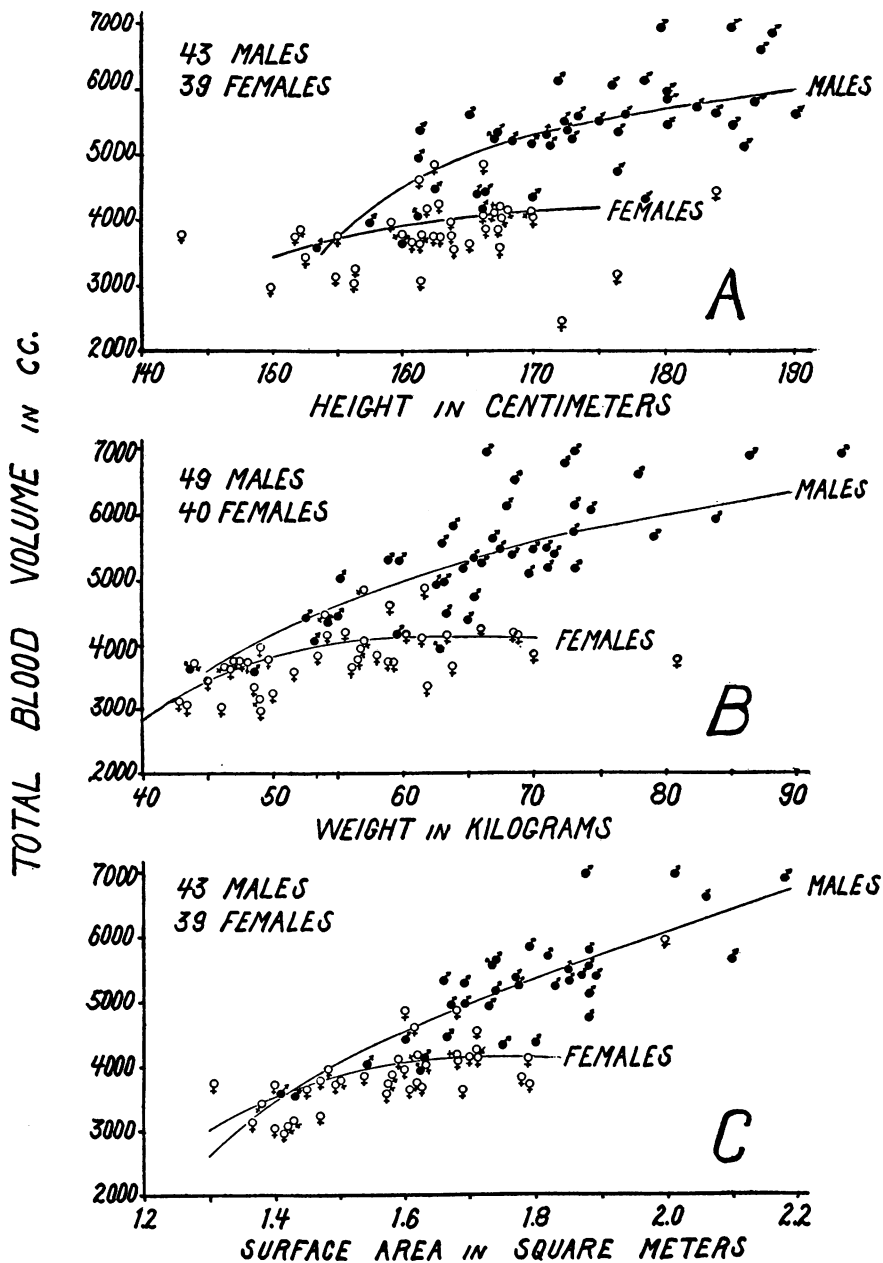 TOTAL BLOOD VOLUME IN CC.
7000
43 MALES
39 FEMALES
6000
MALES
5000
4000
FEMALES
3000
A
2000
140 150 160 170 180 190
HEIGHT IN CENTIMETERS
7000
49 MALES
40 FEMALES
MALES
6000
5000
4000
FEMALES
3000
B
2000
40 50 60 70 80 90
WEIGHT IN KILOGRAMS
7000
43 MALES
39 FEMALES
MALES
6000
5000
4000
FEMALES
3000
C
2000
1.2 1.4 1.6 1.8 2.0 2.2
SURFACE AREA IN SQUARE METERS